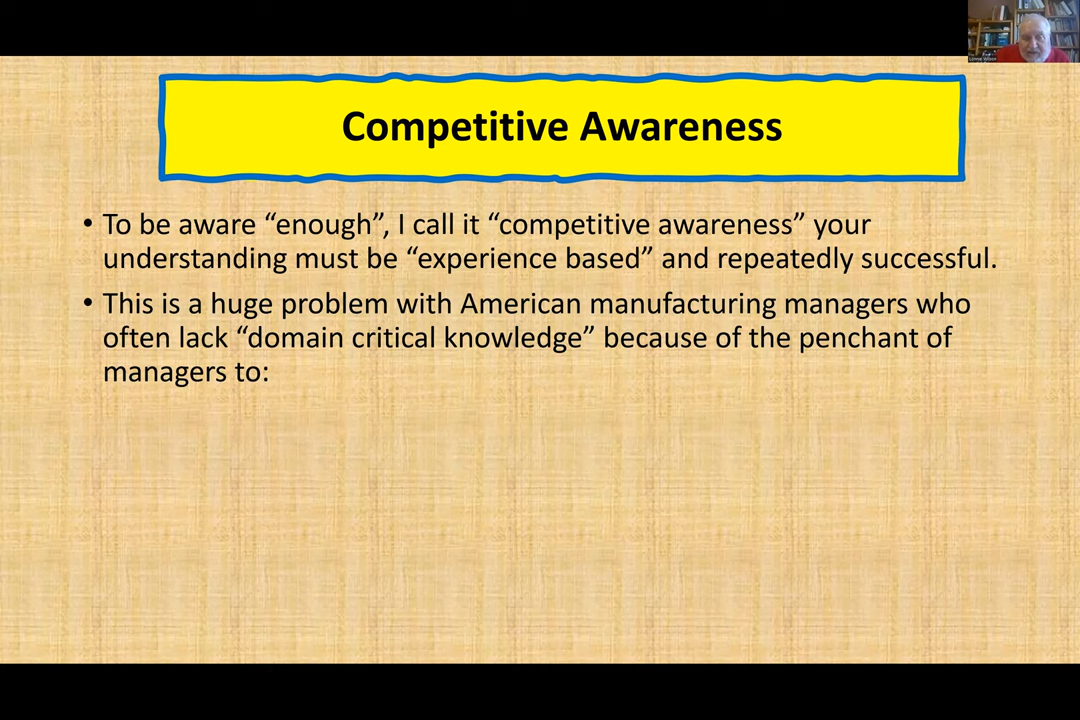 Lonnie Wilson
Competitive Awareness
• To be aware “enough”, I call it “competitive awareness” your
understanding must be “experience based” and repeatedly successful.
• This is a huge problem with American manufacturing managers who
often lack “domain critical knowledge” because of the penchant of
managers to: